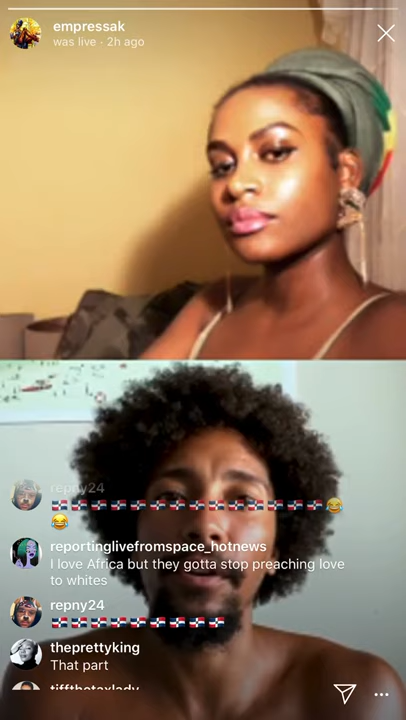 empressak
was live · 2h ago
repny24
🇩🇴 🇩🇴 🇩🇴 🇩🇴 🇩🇴 🇩🇴 🇩🇴 🇩🇴 🇩🇴 🇩🇴 🇩🇴 🇩🇴 🇩🇴 🇩🇴 😂
😂
reportinglivefromspace_hotnews
I love Africa but they gotta stop preaching love
to whites
repny24
🇩🇴 🇩🇴 🇩🇴 🇩🇴 🇩🇴 🇩🇴 🇩🇴 🇩🇴 🇩🇴
theprettyking
That part
tiffthetaxlady